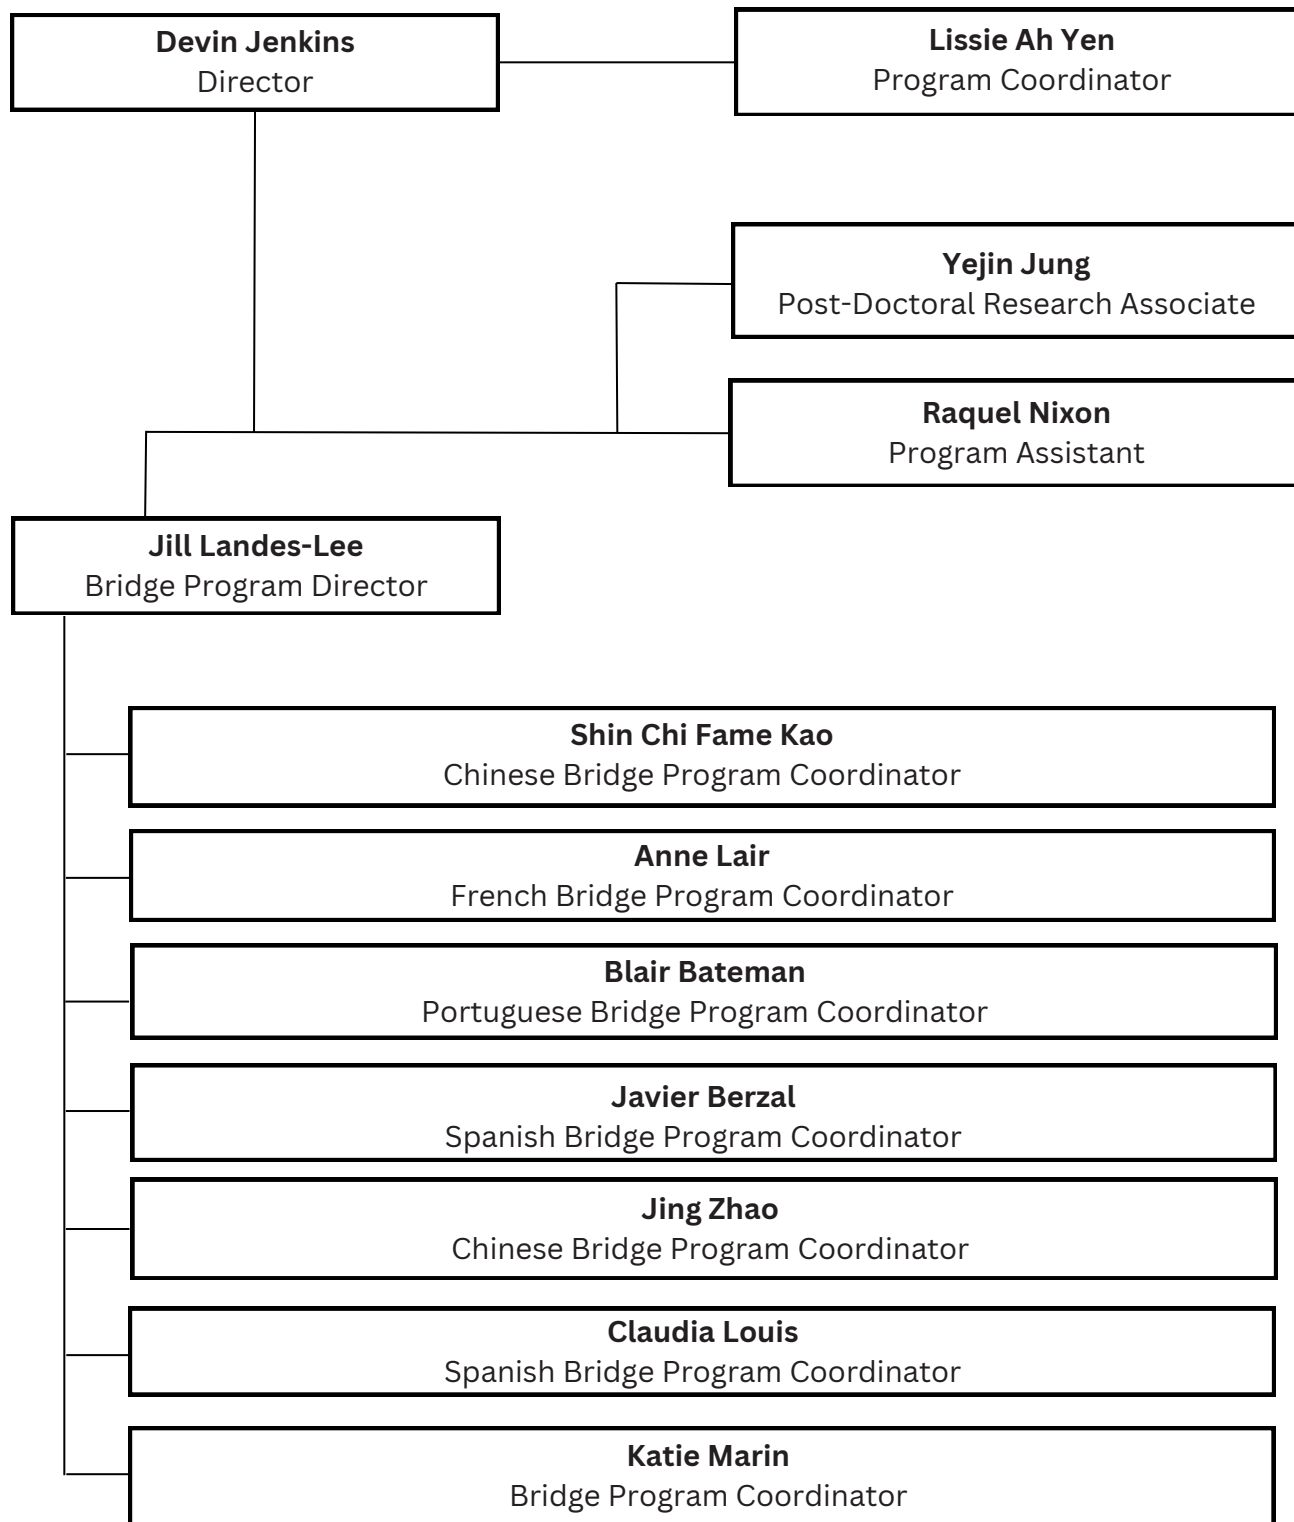 Devin Jenkins
Director
Lissie Ah Yen
Program Coordinator
Yejin Jung
Post-Doctoral Research Associate
Raquel Nixon
Program Assistant
Jill Landes-Lee
Bridge Program Director
Shin Chi Fame Kao
Chinese Bridge Program Coordinator
Anne Lair
French Bridge Program Coordinator
Blair Bateman
Portuguese Bridge Program Coordinator
Javier Berzal
Spanish Bridge Program Coordinator
Jing Zhao
Chinese Bridge Program Coordinator
Claudia Louis
Spanish Bridge Program Coordinator
Katie Marin
Bridge Program Coordinator